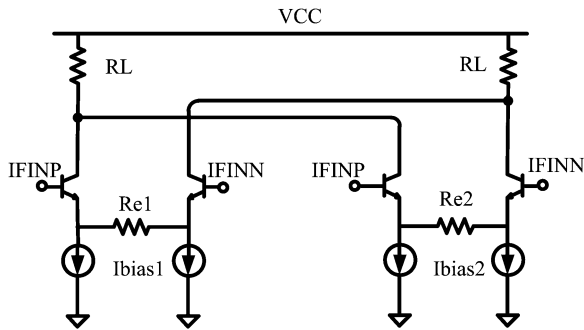 VCC
RL
RL
IFINP
IFINN
IFINP
IFINN
Re1
Re2
Ibias1
Ibias2